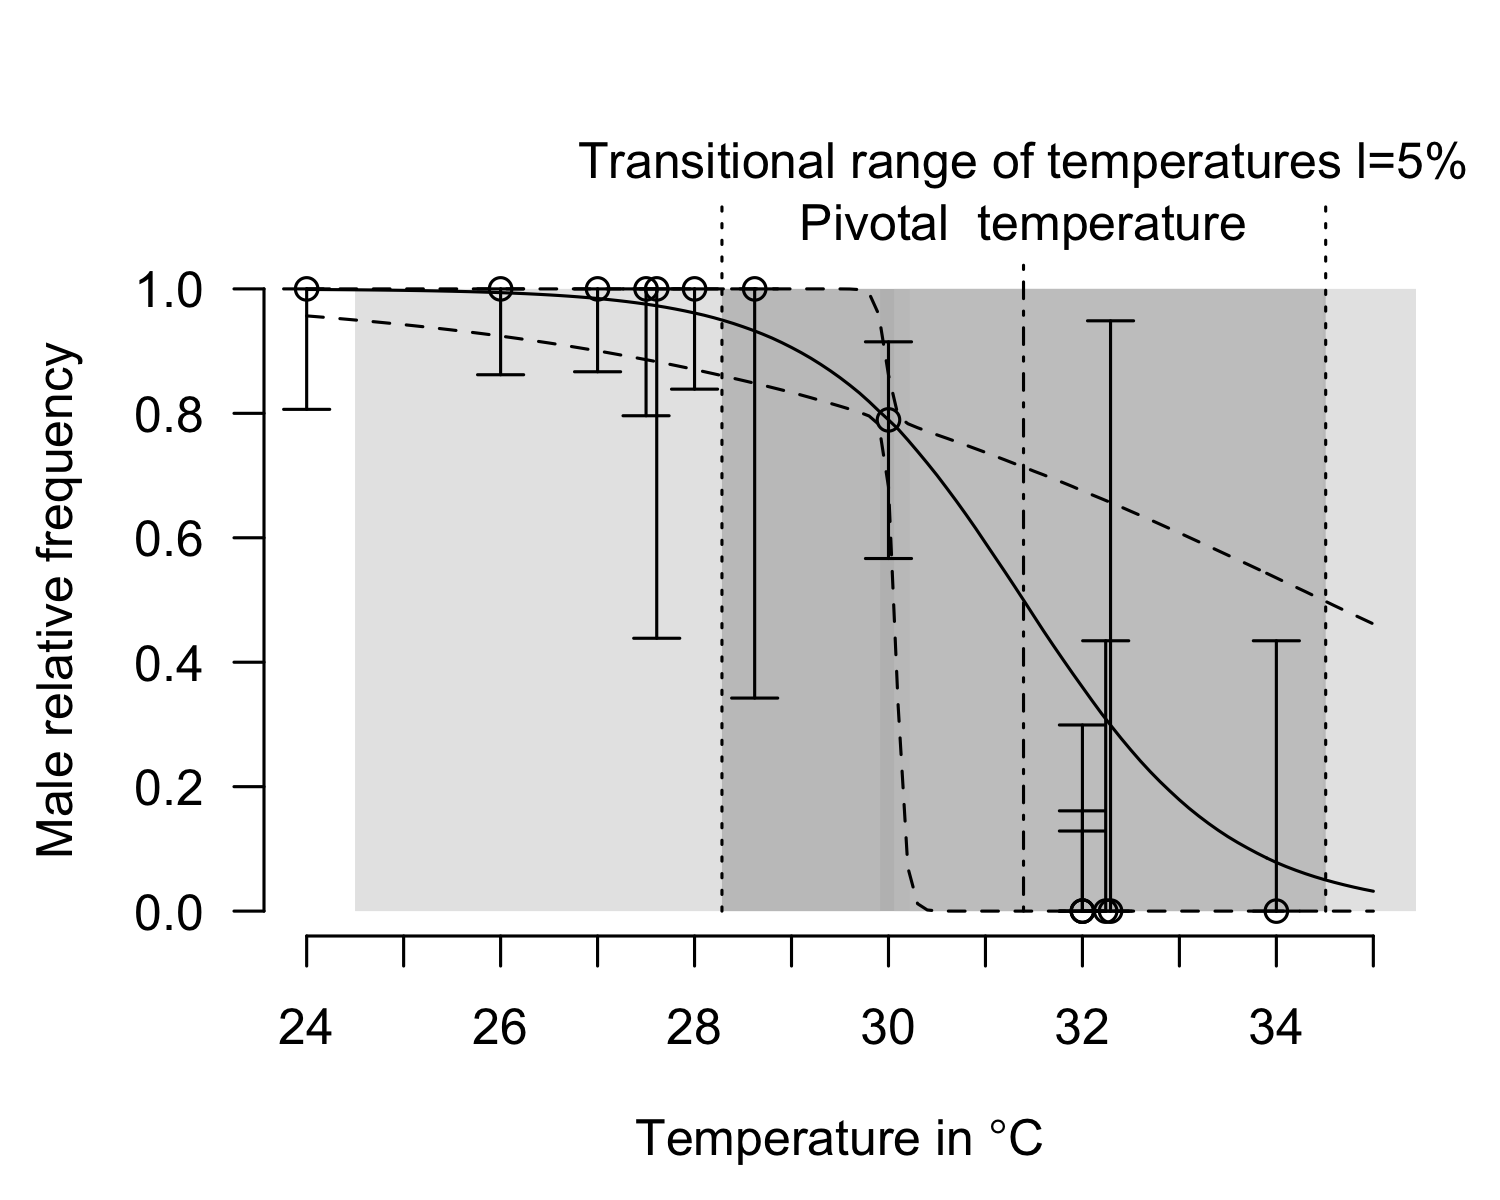 Transitional range of temperatures l=5%
Pivotal  temperature
Male relative frequency
1.0
0.8
0.6
0.4
0.2
0.0
24 26 28 30 32 34
Temperature in °C